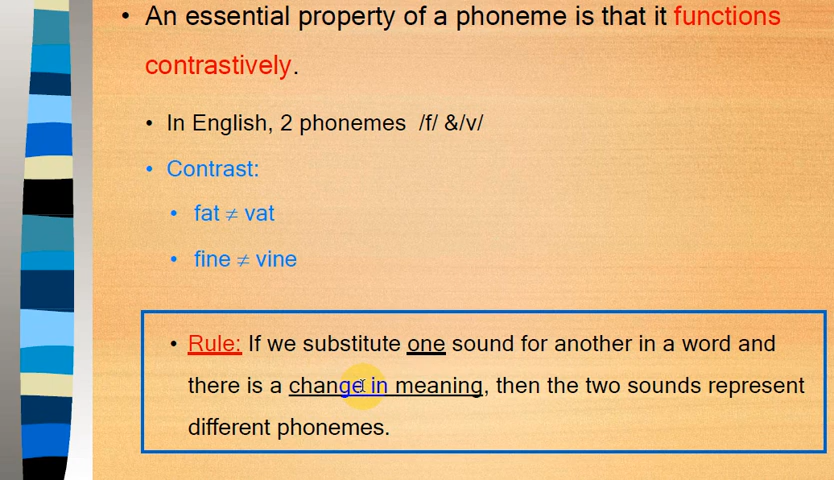 • An essential property of a phoneme is that it functions
contrastively.
• In English, 2 phonemes /f/ &/v/
• Contrast:
• fat ≠ vat
• fine ≠ vine
• Rule: If we substitute one sound for another in a word and
there is a change in meaning, then the two sounds represent
different phonemes.